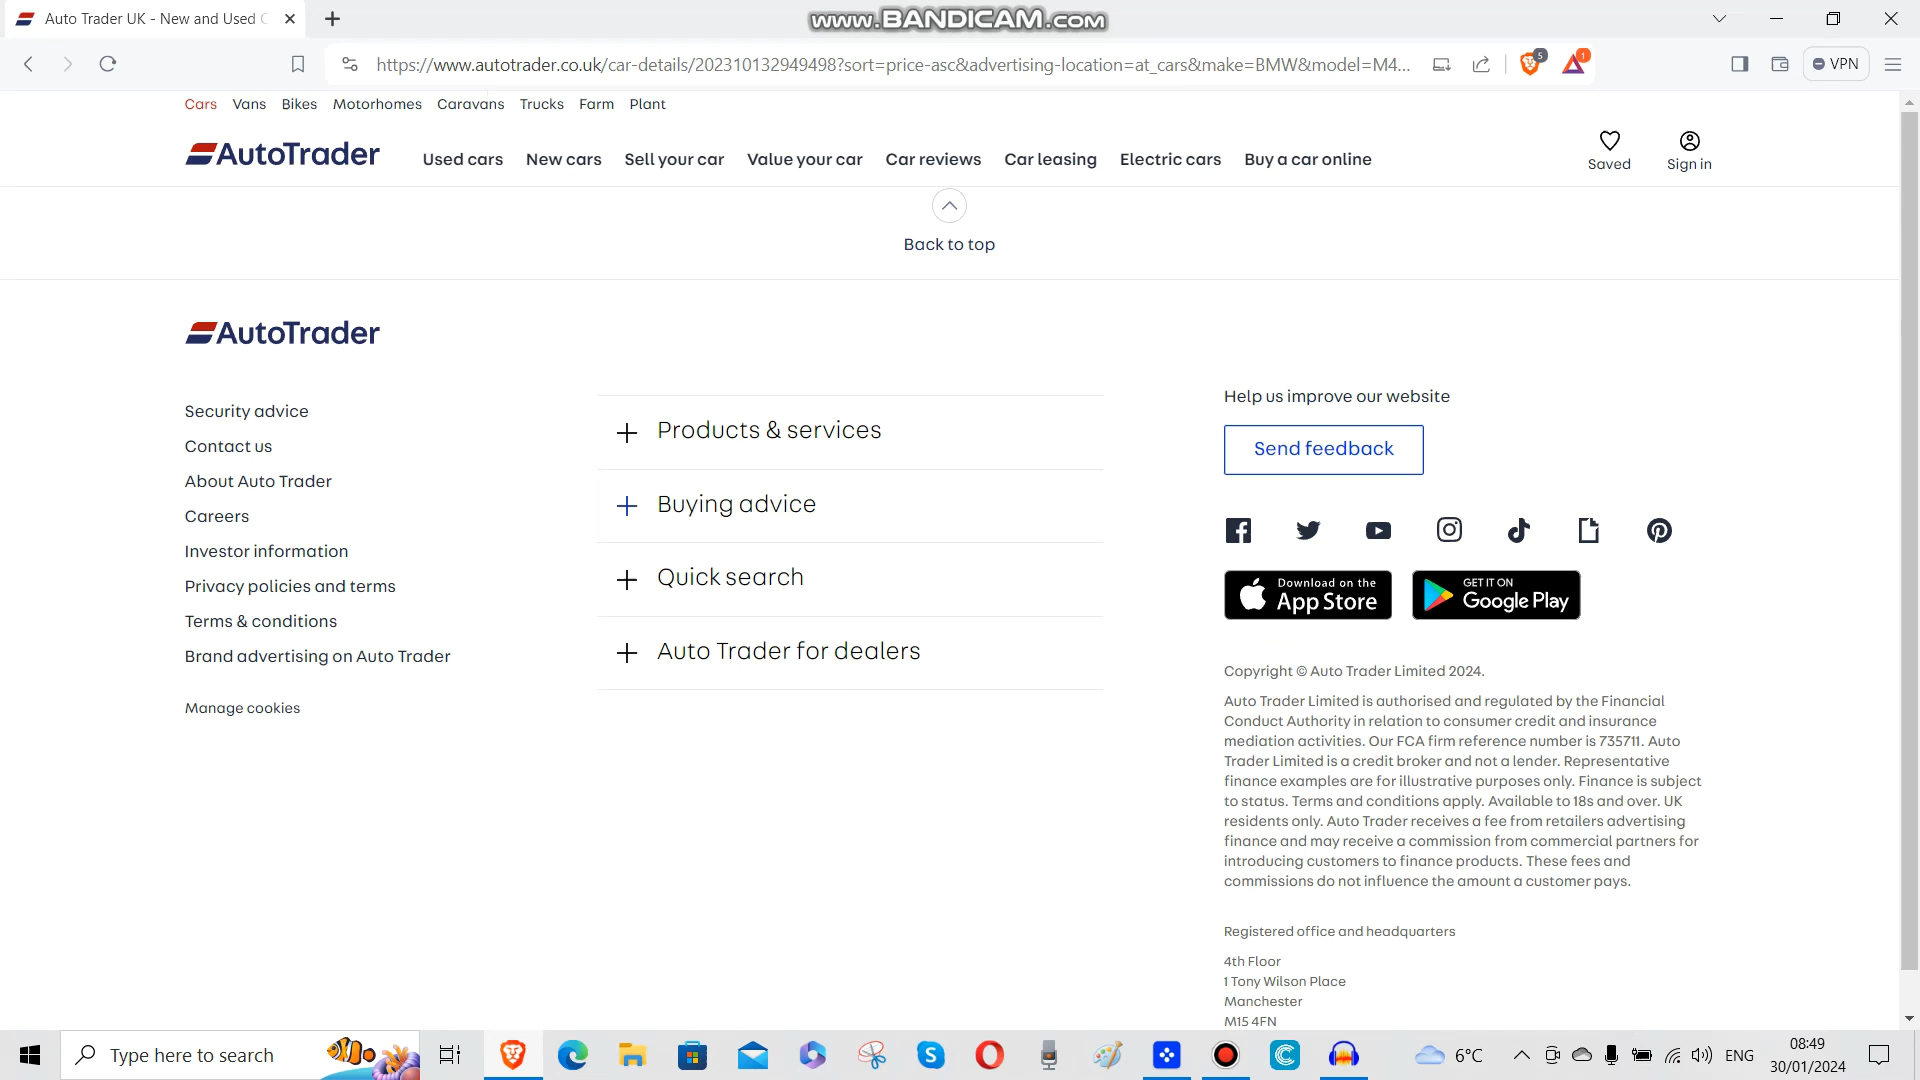 Auto Trader UK - New and Used C
www.BANDICAM.com
https://www.autotrader.co.uk/car-details/202310132949498?sort=price-asc&advertising-location=at_cars&make=BMW&model=M4...
5
1
VPN
Cars Vans Bikes Motorhomes Caravans Trucks Farm Plant
AutoTrader
Used cars New cars Sell your car Value your car Car reviews Car leasing Electric cars Buy a car online
Saved
Sign in
Back to top
AutoTrader
Security advice
Contact us
About Auto Trader
Careers
Investor information
Privacy policies and terms
Terms & conditions
Brand advertising on Auto Trader
Manage cookies
Products & services
Buying advice
Quick search
Auto Trader for dealers
Help us improve our website
Send feedback
Download on the
App Store
GET IT ON
Google Play
Copyright © Auto Trader Limited 2024.
Auto Trader Limited is authorised and regulated by the Financial
Conduct Authority in relation to consumer credit and insurance
mediation activities. Our FCA firm reference number is 735711. Auto
Trader Limited is a credit broker and not a lender. Representative
finance examples are for illustrative purposes only. Finance is subject
to status. Terms and conditions apply. Available to 18s and over. UK
residents only. Auto Trader receives a fee from retailers advertising
finance and may receive a commission from commercial partners for
introducing customers to finance products. These fees and
commissions do not influence the amount a customer pays.
Registered office and headquarters
4th Floor
1 Tony Wilson Place
Manchester
M15 4FN
Type here to search
6°C
ENG
08:49
30/01/2024